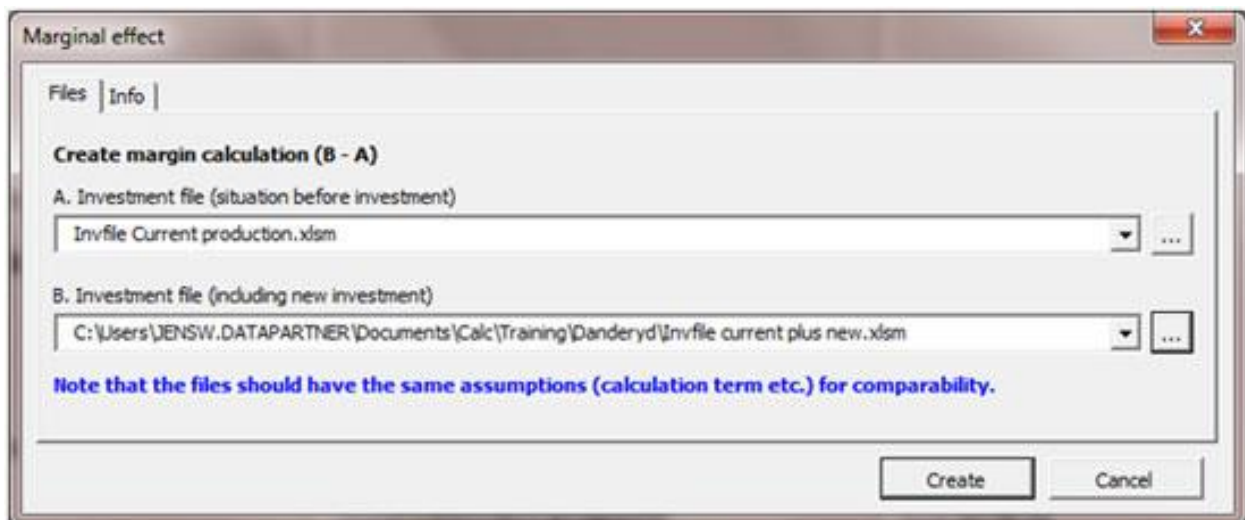 Marginal effect
Files Info
Create margin calculation (B - A)
A. Investment file (situation before investment)
Invfile Current production.xlsm
...
B. Investment file (including new investment)
C:\Users\JENSW.DATAPARTNER\Documents\Calc\Training\Danderyd\Invfile current plus new.xlsm
...
Note that the files should have the same assumptions (calculation term etc.) for comparability.
Create Cancel